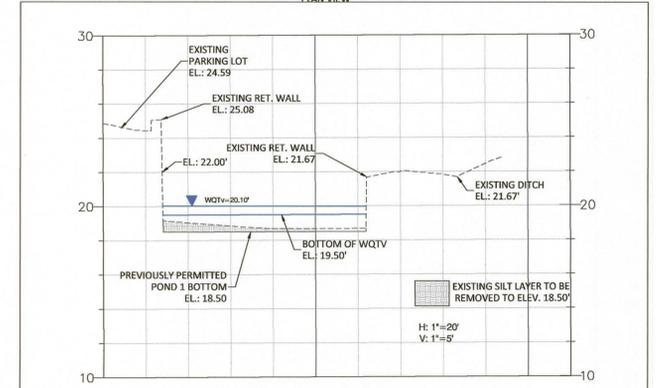 PLAN VIEW
30
30
EXISTING
PARKING LOT
EL.: 24.59
EXISTING RET. WALL
EL.: 25.08
EXISTING RET. WALL
EL.: 21.67
EL.: 22.00'
EXISTING DITCH
EL.: 21.67'
WQTv=20.10'
20
20
BOTTOM OF WQTV
EL.: 19.50'
PREVIOUSLY PERMITTED
POND 1 BOTTOM
EL.: 18.50
EXISTING SILT LAYER TO BE
REMOVED TO ELEV. 18.50'
H: 1"=20'
V: 1"=5'
10
10